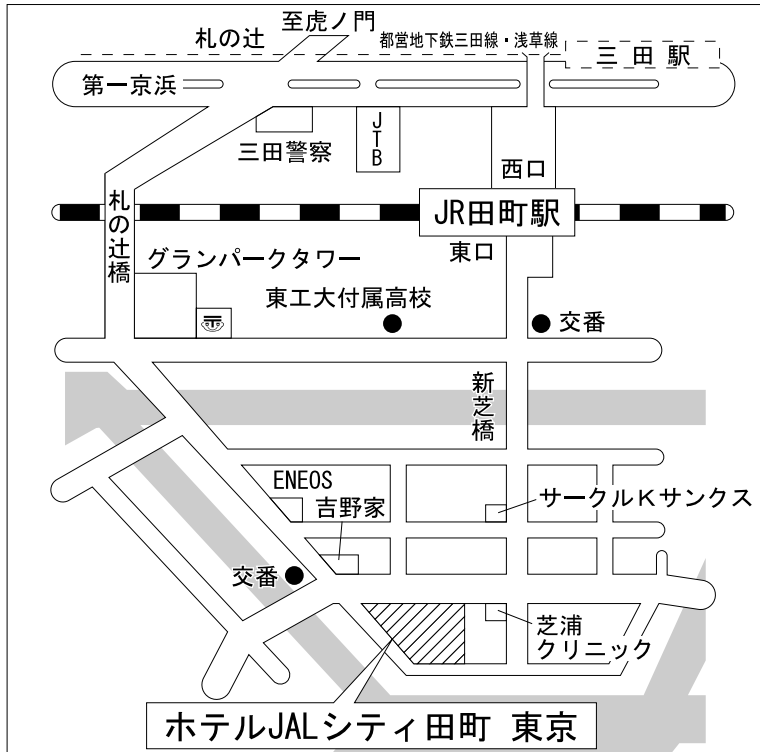 至虎ノ門
札の辻
都営地下鉄三田線・浅草線
三田駅
第一京浜
三田警察
JTB
西口
札の辻橋
JR田町駅
東口
グランパークタワー
東工大付属高校
〒
交番
新芝橋
ENEOS
吉野家
サークルKサンクス
交番
芝浦
クリニック
ホテルJALシティ田町 東京